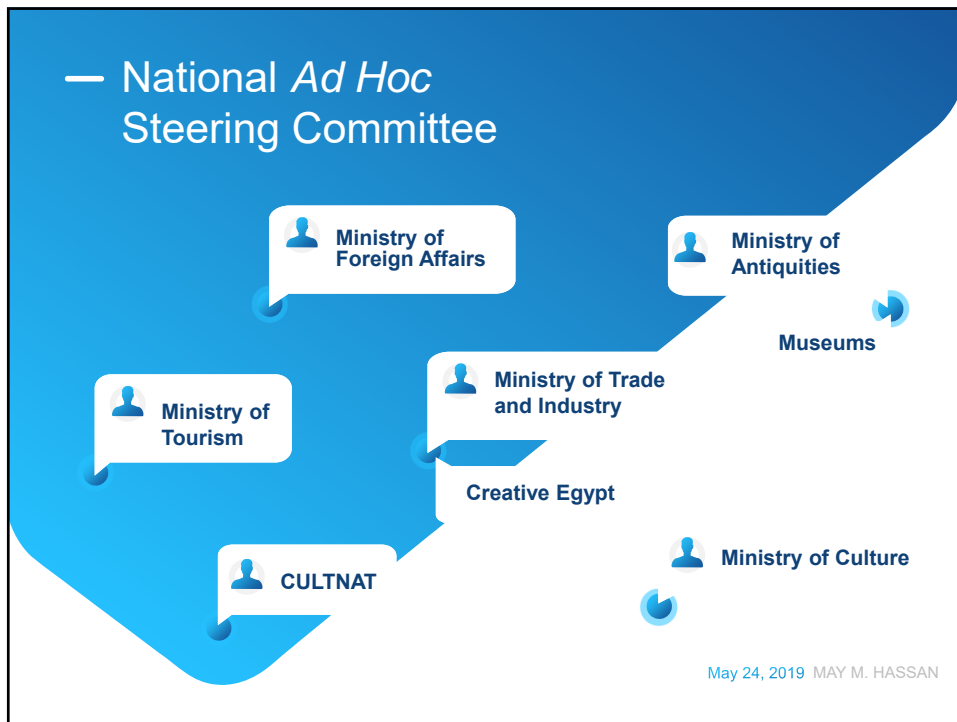 National Ad Hoc
Steering Committee
Ministry of
Foreign Affairs
Ministry of
Antiquities
Museums
Ministry of Trade
and Industry
Ministry of
Tourism
Creative Egypt
Ministry of Culture
CULTNAT
May 24, 2019 MAY M. HASSAN